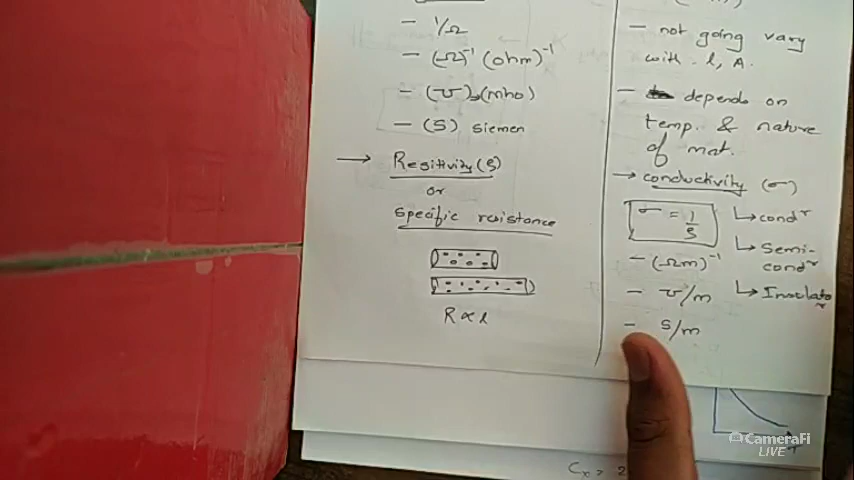 - 1/Ω
- (Ω)⁻¹ (ohm)⁻¹
- (℧), (mho)
- (S) siemen
→ Resitivity (ρ)
or
specific resistance
R ∝ l
- not going vary
with l, A.
- depends on
temp. & nature
of mat.
→ conductivity (σ)
σ = 1/ρ
↳ condʳ
↳ Semi-
condʳ
↳ Insulator
- (Ωm)⁻¹
- ℧/m
- S/m
CameraFi
LIVE